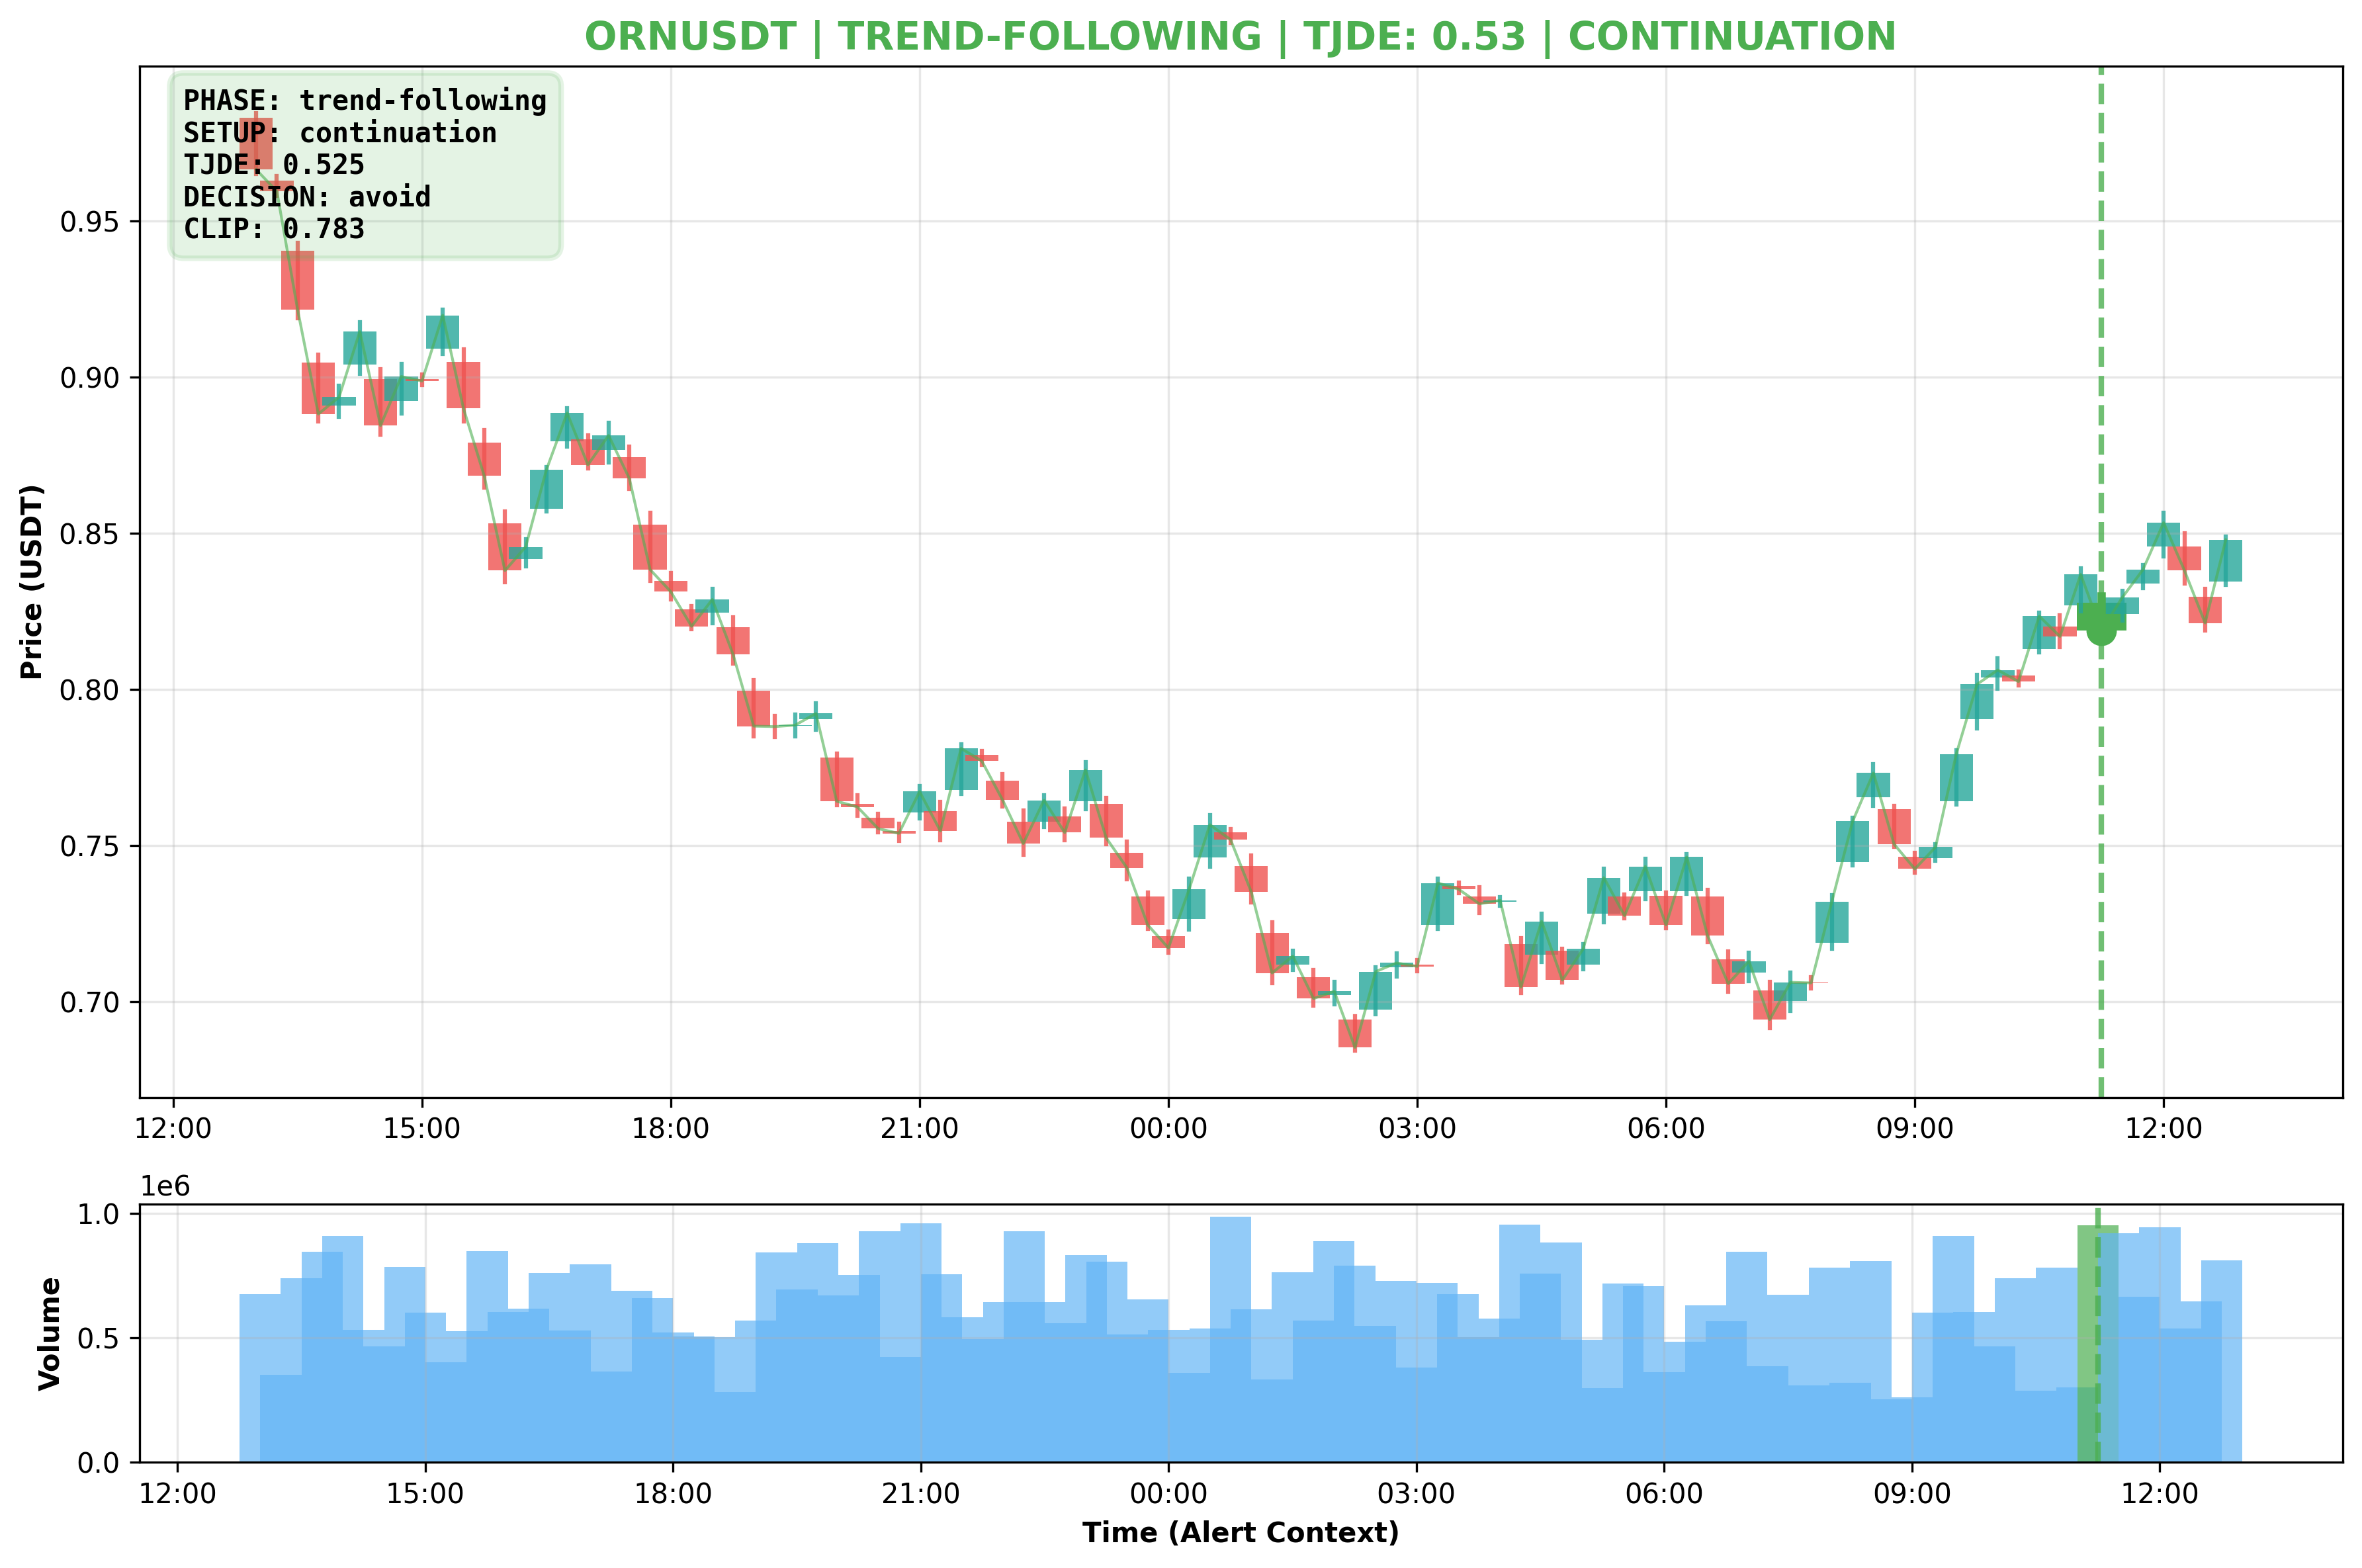 ORNUSDT | TREND-FOLLOWING | TJDE: 0.53 | CONTINUATION
PHASE: trend-following
SETUP: continuation
TJDE: 0.525
DECISION: avoid
CLIP: 0.783
Price (USDT)
0.95
0.90
0.85
0.80
0.75
0.70
12:00 15:00 18:00 21:00 00:00 03:00 06:00 09:00 12:00
1e6
Volume
1.0
0.5
0.0
12:00 15:00 18:00 21:00 00:00 03:00 06:00 09:00 12:00
Time (Alert Context)